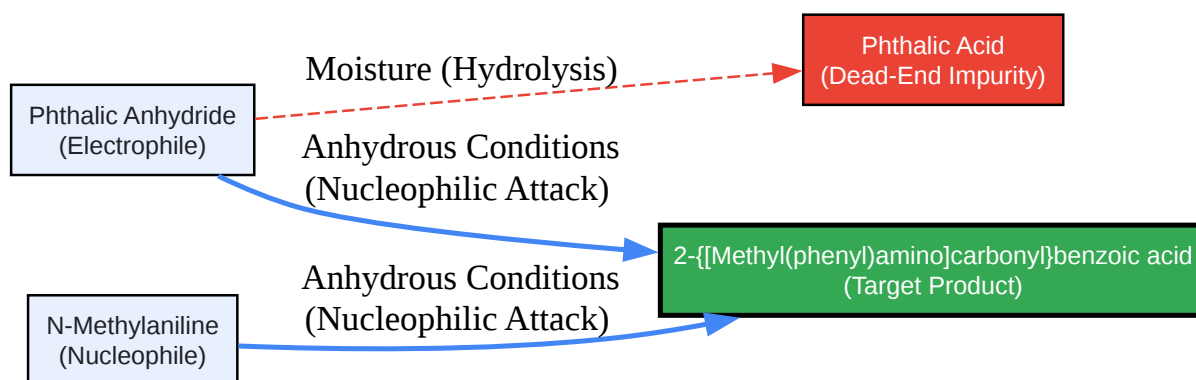 Phthalic Acid
(Dead-End Impurity)
Moisture (Hydrolysis)
Phthalic Anhydride
(Electrophile)
Anhydrous Conditions
(Nucleophilic Attack)
2-{[Methyl(phenyl)amino]carbonyl}benzoic acid
(Target Product)
Anhydrous Conditions
(Nucleophilic Attack)
N-Methylaniline
(Nucleophile)